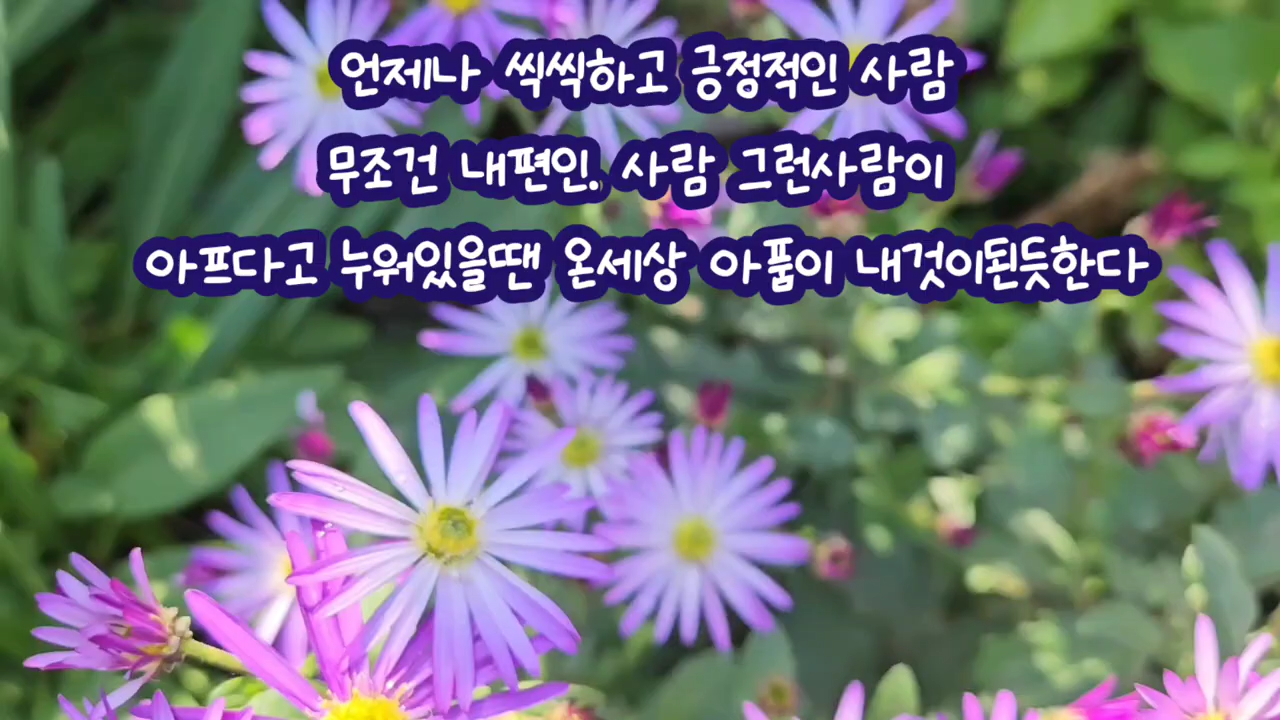 언제나 씩씩하고 긍정적인 사람
무조건 내편인. 사람 그런사람이
아프다고 누워있을땐 온세상 아풂이 내것이된듯한다